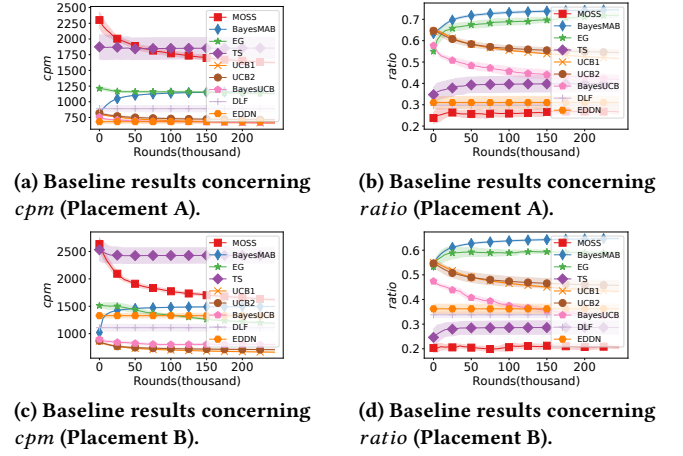 2500
2250
2000
1750
1500
1250
1000
750
cpm
0 50 100 150 200
Rounds(thousand)
MOSS
BayesMAB
EG
TS
UCB1
UCB2
BayesUCB
DLF
EDDN
(a) Baseline results concerning
cpm (Placement A).
0.7
0.6
0.5
0.4
0.3
0.2
ratio
0 50 100 150 200
Rounds(thousand)
MOSS
BayesMAB
EG
TS
UCB1
UCB2
BayesUCB
DLF
EDDN
(b) Baseline results concerning
ratio (Placement A).
2500
2000
1500
1000
cpm
0 50 100 150 200
Rounds(thousand)
MOSS
BayesMAB
EG
TS
UCB1
UCB2
BayesUCB
DLF
EDDN
(c) Baseline results concerning
cpm (Placement B).
0.6
0.5
0.4
0.3
0.2
ratio
0 50 100 150 200
Rounds(thousand)
MOSS
BayesMAB
EG
TS
UCB1
UCB2
BayesUCB
DLF
EDDN
(d) Baseline results concerning
ratio (Placement B).